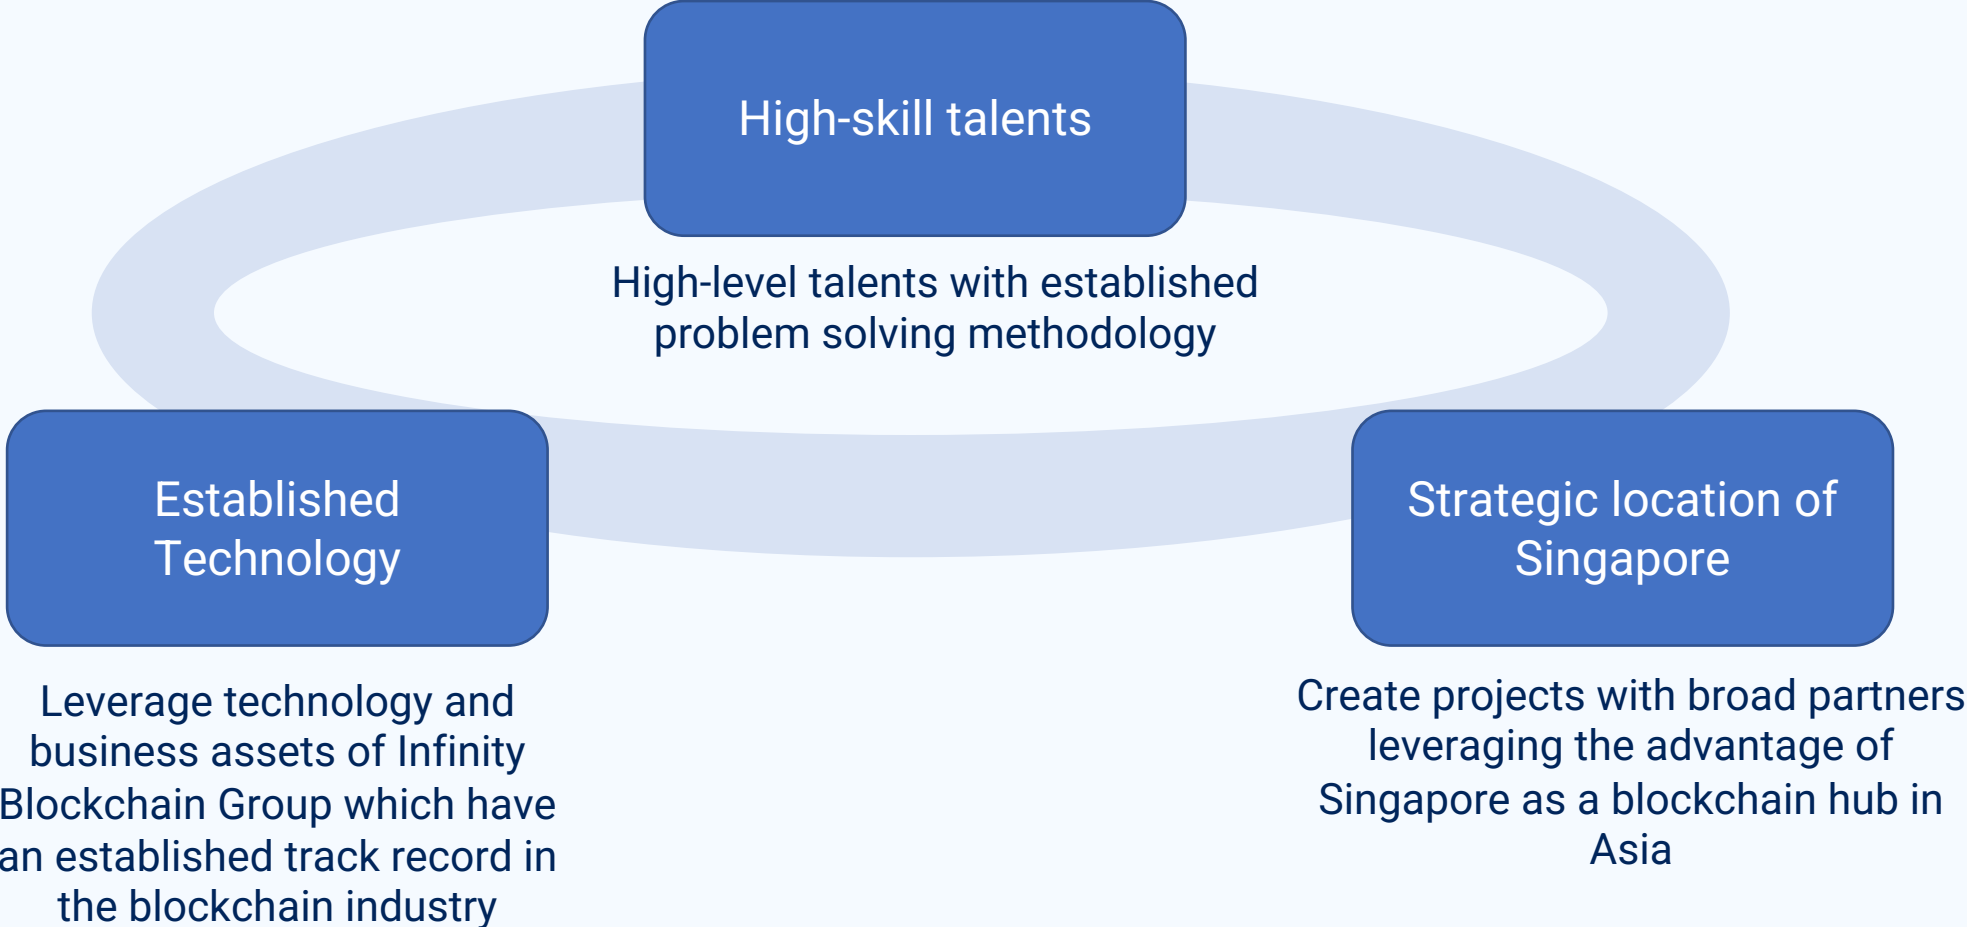 High-skill talents
High-level talents with established
problem solving methodology
Established
Technology
Leverage technology and
business assets of Infinity
Blockchain Group which have
an established track record in
the blockchain industry
Strategic location of
Singapore
Create projects with broad partners
leveraging the advantage of
Singapore as a blockchain hub in
Asia